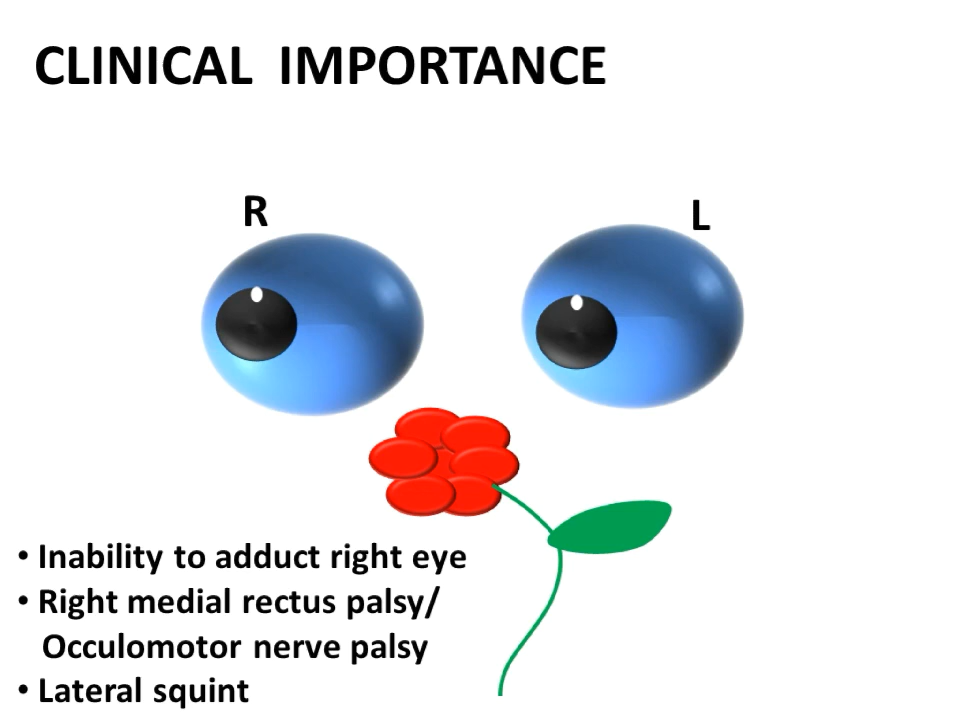 CLINICAL IMPORTANCE
R
L
• Inability to adduct right eye
• Right medial rectus palsy/
Occulomotor nerve palsy
• Lateral squint